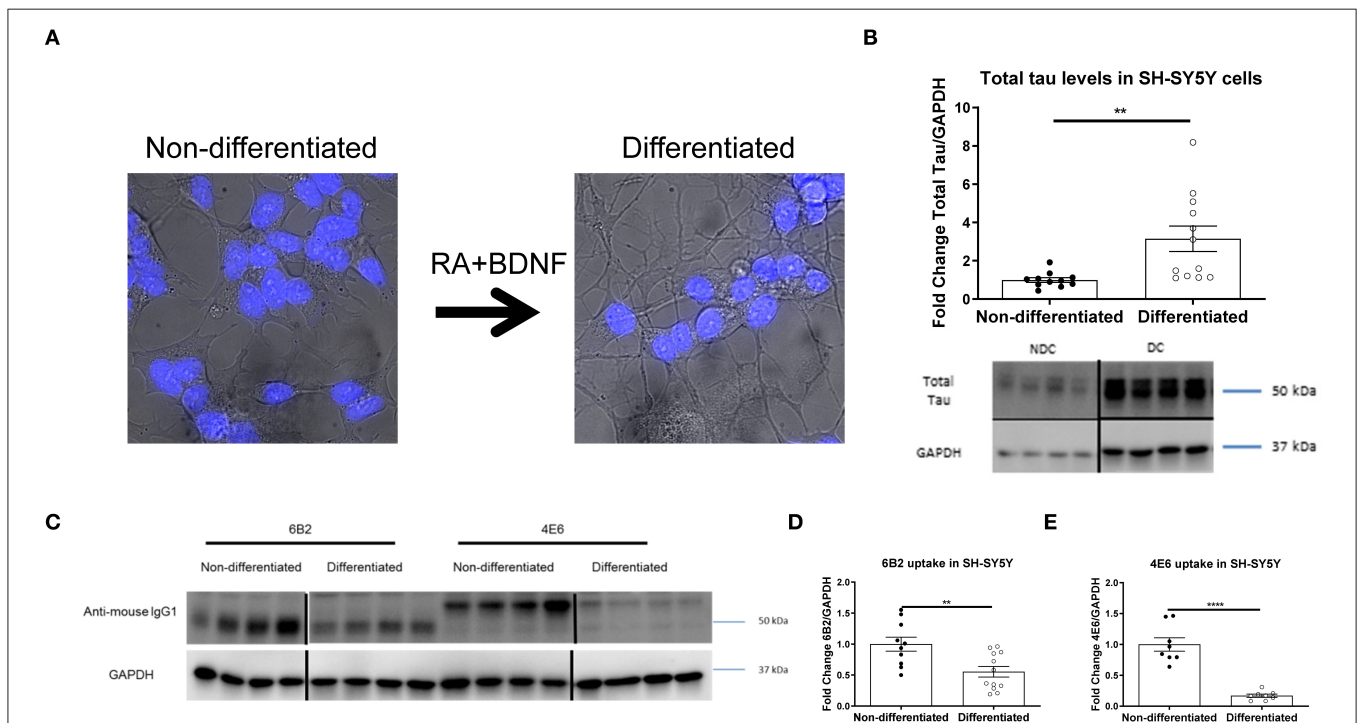 A
Non-differentiated
RA+BDNF
Differentiated
B
Total tau levels in SH-SY5Y cells
Fold Change Total Tau/GAPDH
10
8
6
4
2
0
**
Non-differentiated Differentiated
NDC DC
Total
Tau
50 kDa
GAPDH
37 kDa
C
6B2 4E6
Non-differentiated Differentiated Non-differentiated Differentiated
Anti-mouse IgG1
50 kDa
GAPDH
37 kDa
D
6B2 uptake in SH-SY5Y
Fold Change 6B2/GAPDH
2.0
1.5
1.0
0.5
0.0
**
Non-differentiated Differentiated
E
4E6 uptake in SH-SY5Y
Fold Change 4E6/GAPDH
2.0
1.5
1.0
0.5
0.0
****
Non-differentiated Differentiated